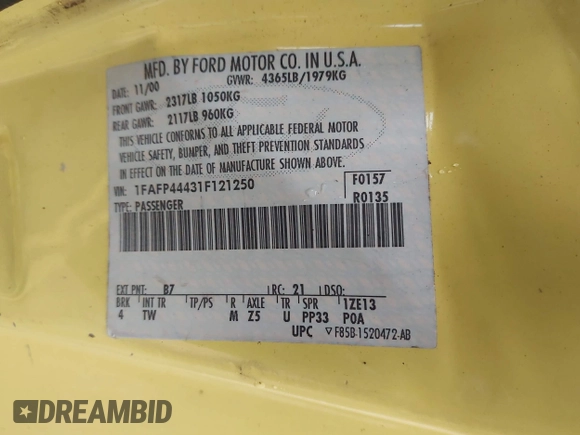 MFD. BY FORD MOTOR CO. IN U.S.A.
DATE: 11/00 GVWR: 4365LB/1979KG
FRONT GAWR: 2317LB 1050KG
REAR GAWR: 2117LB 960KG
THIS VEHICLE CONFORMS TO ALL APPLICABLE FEDERAL MOTOR
VEHICLE SAFETY, BUMPER, AND THEFT PREVENTION STANDARDS
IN EFFECT ON THE DATE OF MANUFACTURE SHOWN ABOVE.
VIN: 1FAFP44431F121250 F0157
TYPE: PASSENGER R0135
EXT PNT: B7 RC: 21 DSO:
BRK INT TR TP/PS R AXLE TR SPR 1ZE13
4 TW M Z5 U PP33 POA
UPC ▽F85B-1520472-AB
DREAMBID